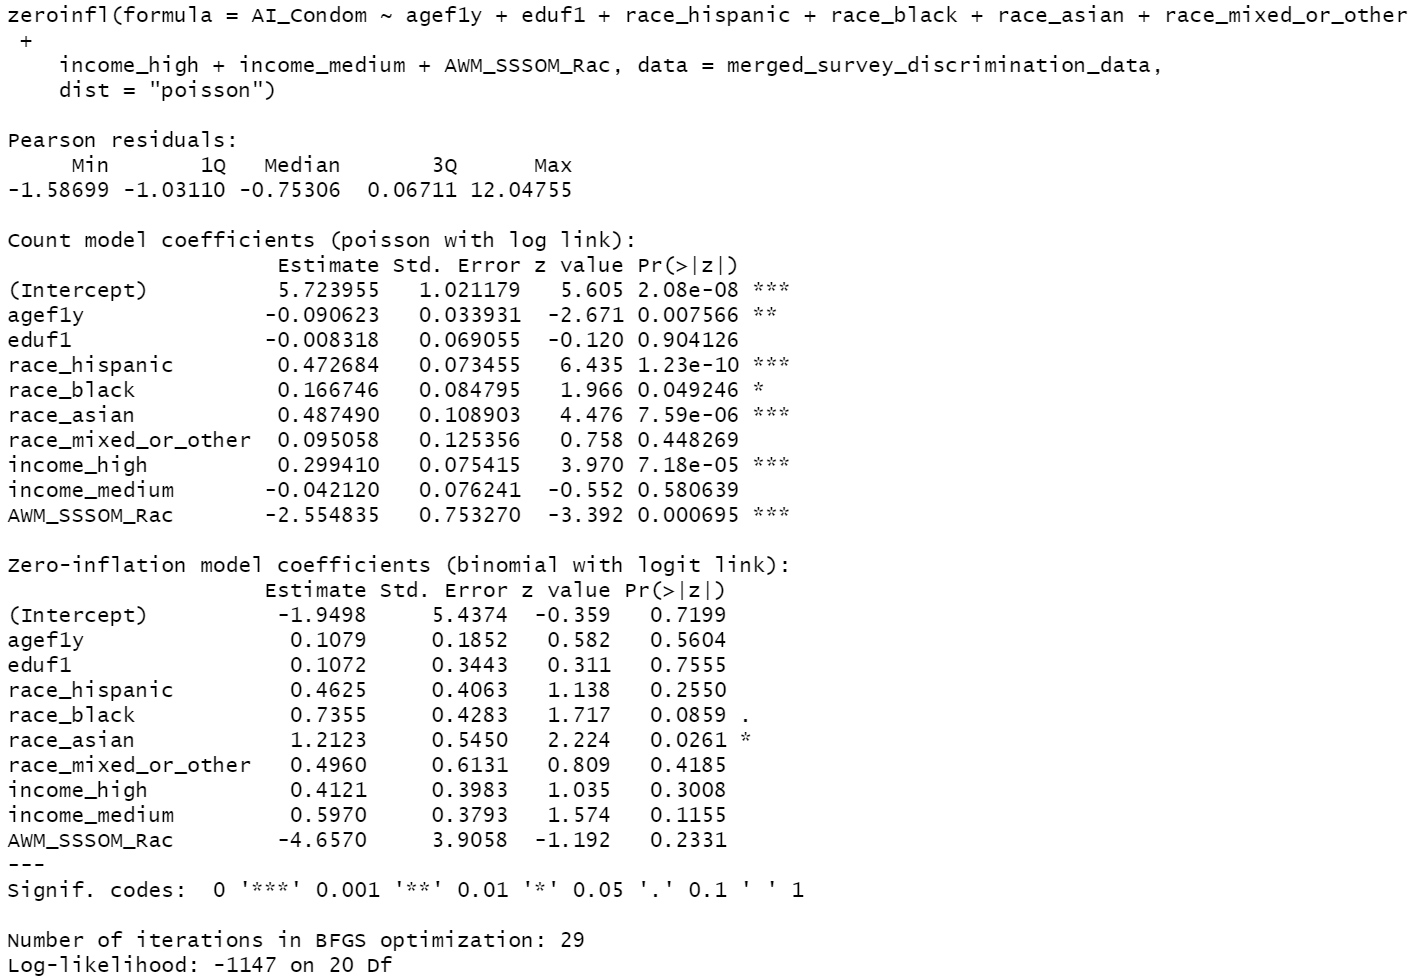 zeroinfl(formula = AI_Condom ~ agef1y + eduf1 + race_hispanic + race_black + race_asian + race_mixed_or_other
 +
    income_high + income_medium + AWM_SSSOM_Rac, data = merged_survey_discrimination_data,
    dist = "poisson")

Pearson residuals:
     Min       1Q   Median       3Q      Max
-1.58699 -1.03110 -0.75306  0.06711 12.04755

Count model coefficients (poisson with log link):
                     Estimate Std. Error z value Pr(>|z|)
(Intercept)          5.723955   1.021179   5.605 2.08e-08 ***
agef1y              -0.090623   0.033931  -2.671 0.007566 **
eduf1               -0.008318   0.069055  -0.120 0.904126
race_hispanic        0.472684   0.073455   6.435 1.23e-10 ***
race_black           0.166746   0.084795   1.966 0.049246 *
race_asian           0.487490   0.108903   4.476 7.59e-06 ***
race_mixed_or_other  0.095058   0.125356   0.758 0.448269
income_high          0.299410   0.075415   3.970 7.18e-05 ***
income_medium       -0.042120   0.076241  -0.552 0.580639
AWM_SSSOM_Rac       -2.554835   0.753270  -3.392 0.000695 ***

Zero-inflation model coefficients (binomial with logit link):
                    Estimate Std. Error z value Pr(>|z|)
(Intercept)          -1.9498     5.4374  -0.359   0.7199
agef1y                0.1079     0.1852   0.582   0.5604
eduf1                 0.1072     0.3443   0.311   0.7555
race_hispanic         0.4625     0.4063   1.138   0.2550
race_black            0.7355     0.4283   1.717   0.0859 .
race_asian            1.2123     0.5450   2.224   0.0261 *
race_mixed_or_other   0.4960     0.6131   0.809   0.4185
income_high           0.4121     0.3983   1.035   0.3008
income_medium         0.5970     0.3793   1.574   0.1155
AWM_SSSOM_Rac        -4.6570     3.9058  -1.192   0.2331
---
Signif. codes:  0 '***' 0.001 '**' 0.01 '*' 0.05 '.' 0.1 ' ' 1

Number of iterations in BFGS optimization: 29
Log-likelihood: -1147 on 20 Df